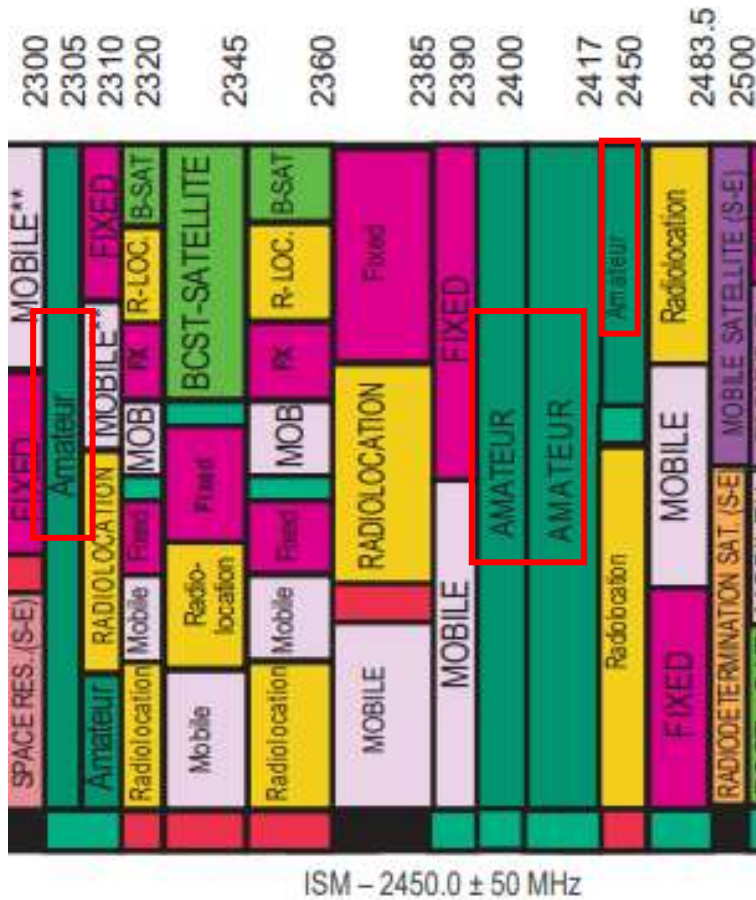 2300
2305
2310
2320
2345
2360
2385
2390
2400
2417
2450
2483.5
2500
MOBILE**
FIXED
SPACE RES. (S-E)
Amateur
FIXED
MOBILE**
RADIOLOCATION
Amateur
B-SAT
R-LOC.
FX
MOB
Fixed
Mobile
Radiolocation
BCST-SATELLITE
Fixed
Radio-
location
Mobile
B-SAT
R- LOC.
FX
MOB
Fixed
Mobile
Radiolocation
Fixed
RADIOLOCATION
MOBILE
FIXED
MOBILE
AMATEUR
AMATEUR
Amateur
Radiolocation
Radiolocation
MOBILE
FIXED
MOBILE SATELLITE (S-E)
RADIODETERMINATION SAT. (S-E)
ISM – 2450.0 ± 50 MHz